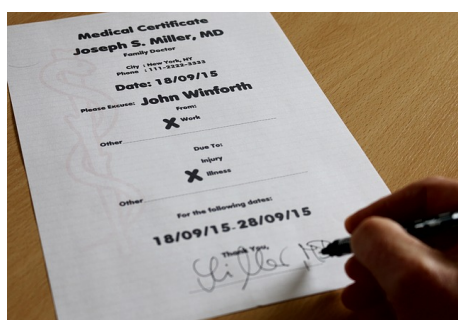 Medical Certificate
Joseph S. Miller, MD
Family Doctor
City : New York, NY
Phone : 111-2222-3333
Date: 18/09/15
Please Excuse: John Winforth
From:
X Work
Other
Due To:
Injury
X Illness
Other
For the following dates:
18/09/15-28/09/15
Thank You,
Miller MD